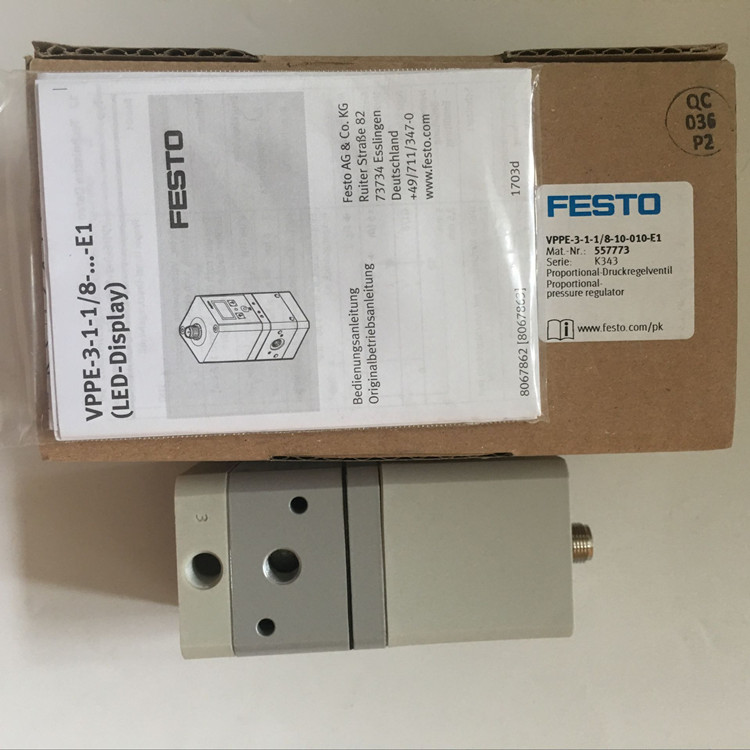 VPPE-3-1-1/8-...-E1
(LED-Display)
FESTO
Bedienungsanleitung
Originalbetriebsanleitung
Festo AG & Co. KG
Ruiter Straße 82
73734 Esslingen
Deutschland
+49/711/347-0
www.festo.com
1703d
8067862 [8067863]
QC
036
P2
FESTO
VPPE-3-1-1/8-10-010-E1
Mat.-Nr.: 557773
Serie: K343
Proportional-Druckregelventil
Proportional-
pressure regulator
www.festo.com/pk
3